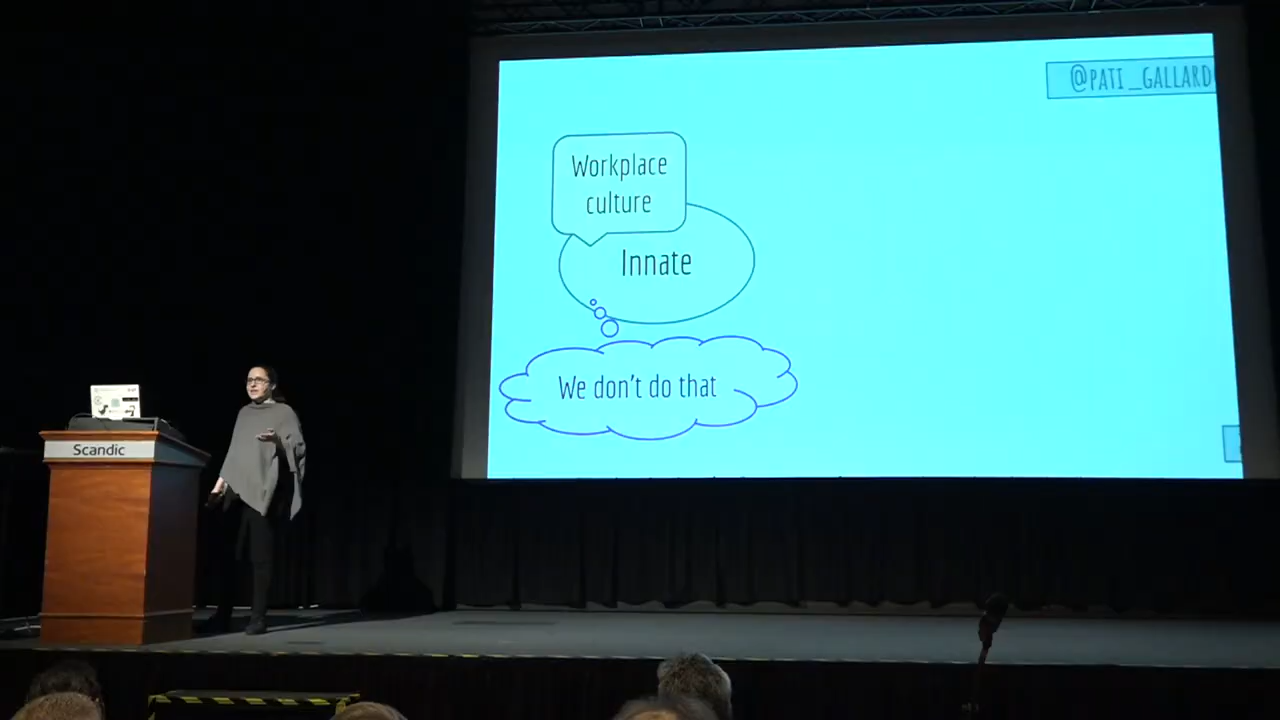 @PATI_GALLARD
Workplace
culture
Innate
We don't do that
Scandic